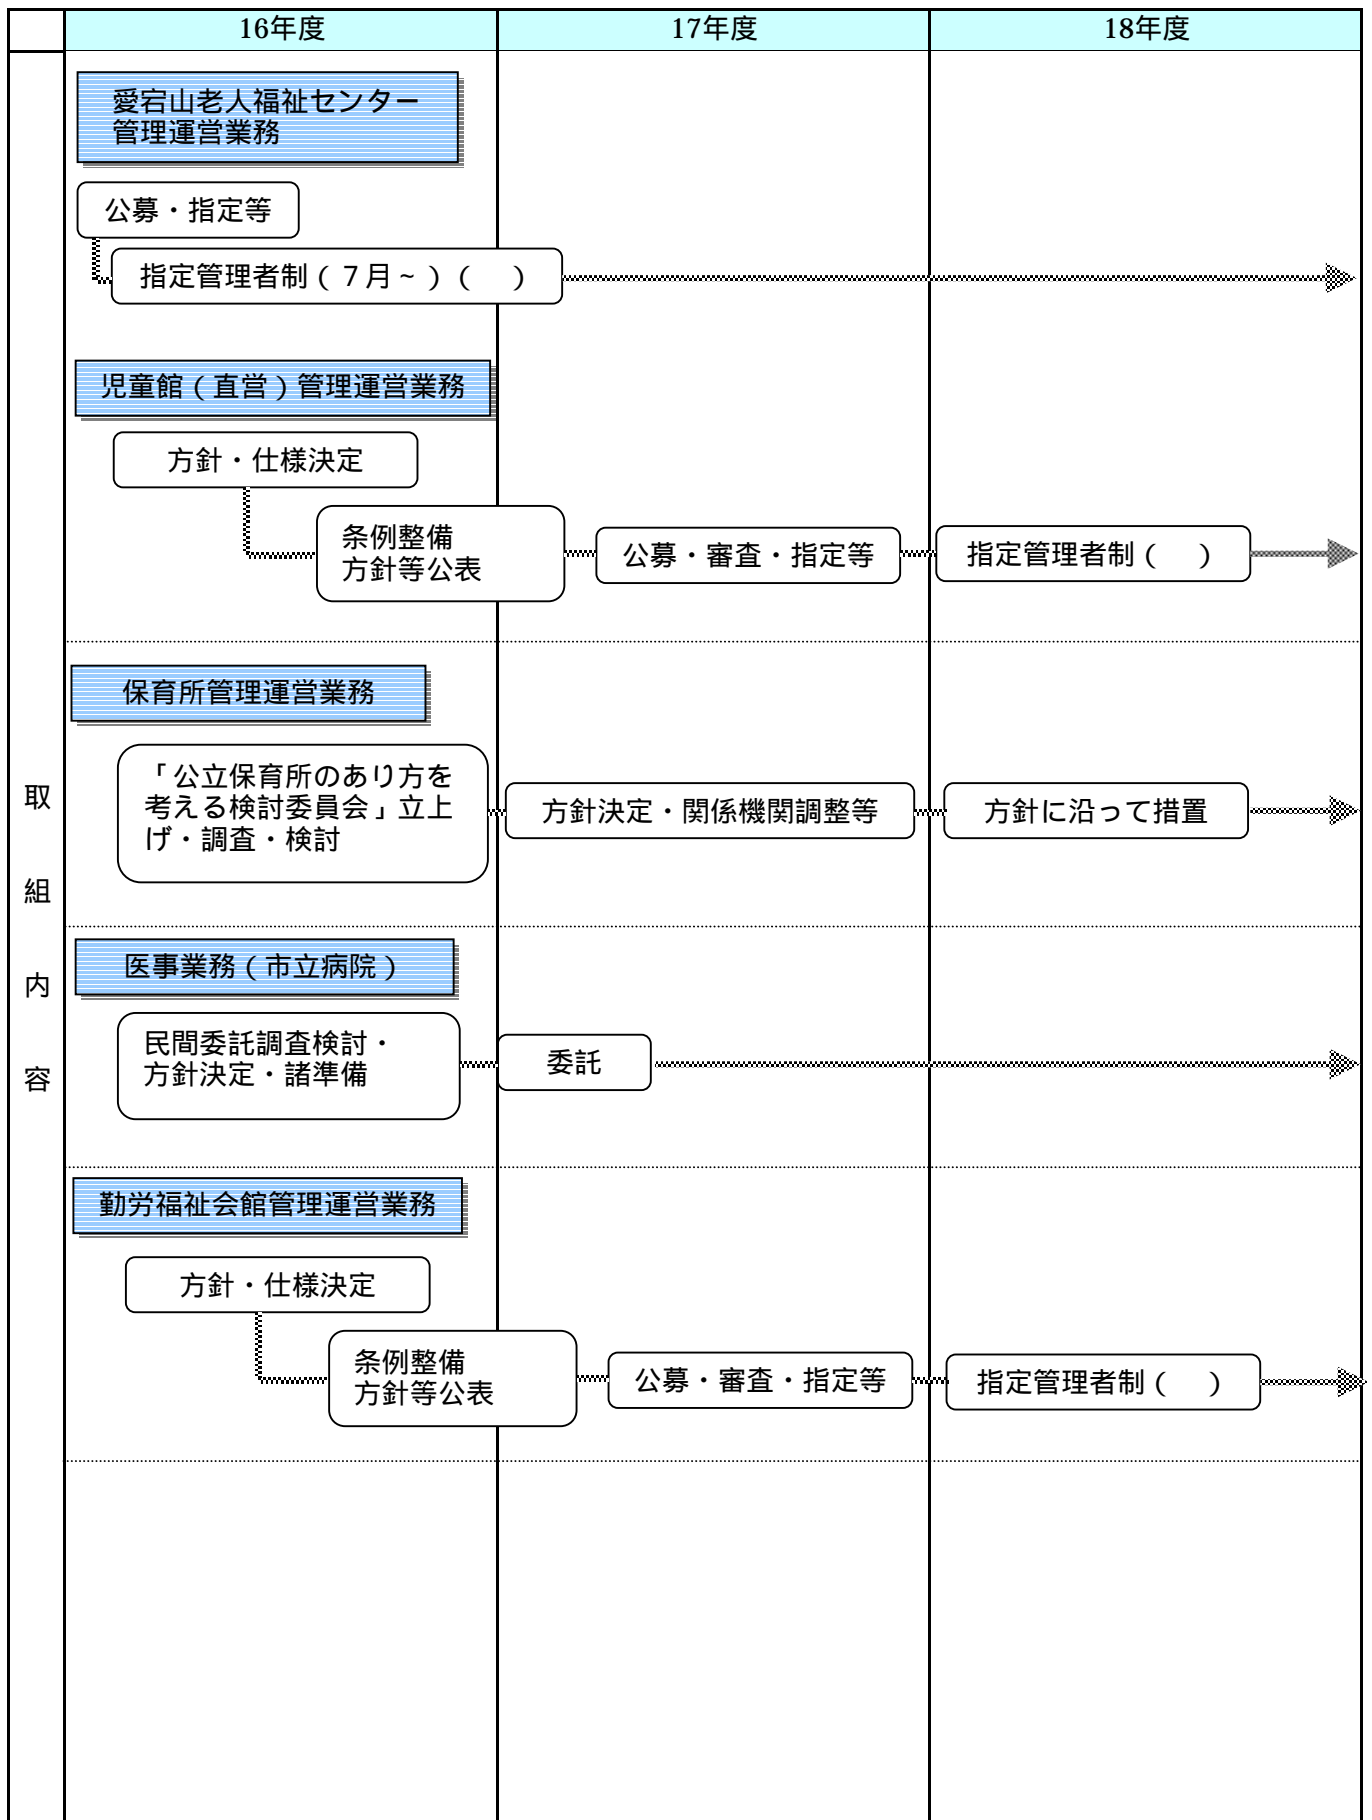 16年度
17年度
18年度
取組内容
愛宕山老人福祉センター
管理運営業務
公募・指定等
指定管理者制(7月~)(　)
児童館(直営)管理運営業務
方針・仕様決定
条例整備
方針等公表
公募・審査・指定等
指定管理者制(　)
保育所管理運営業務
「公立保育所のあり方を
考える検討委員会」立上
げ・調査・検討
方針決定・関係機関調整等
方針に沿って措置
医事業務(市立病院)
民間委託調査検討・
方針決定・諸準備
委託
勤労福祉会館管理運営業務
方針・仕様決定
条例整備
方針等公表
公募・審査・指定等
指定管理者制(　)